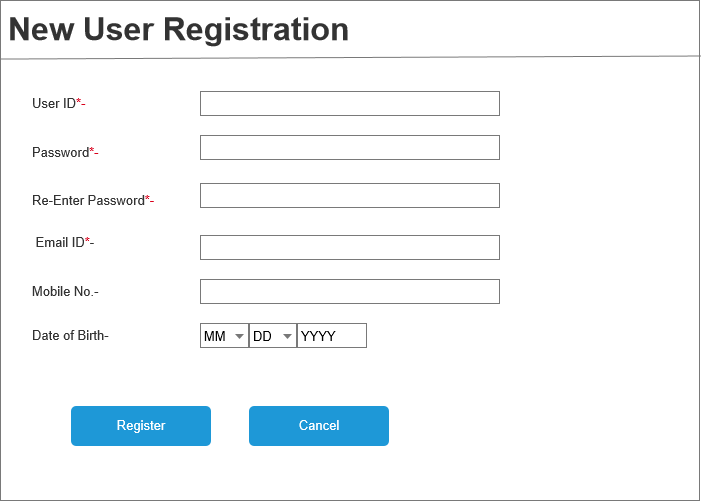 New User Registration
User ID*-
Password*-
Re-Enter Password*-
Email ID*-
Mobile No.-
Date of Birth- MM DD YYYY
Register Cancel